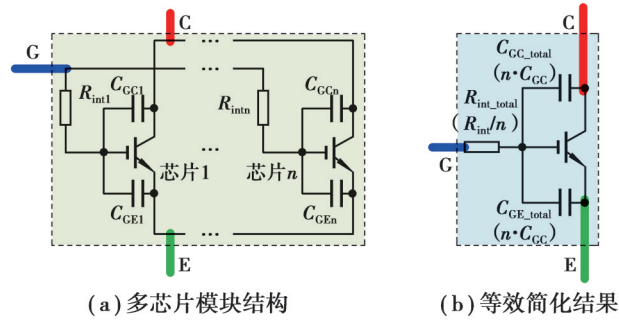 C
G
...
...
C_GC1
C_GCn
R_int1
R_intn
...
芯片1
芯片n
C_GE1
C_GEn
...
...
E
(a)多芯片模块结构
C
C_GC_total
(n·C_GC)
R_int_total
(R_int/n)
G
C_GE_total
(n·C_GC)
E
(b)等效简化结果